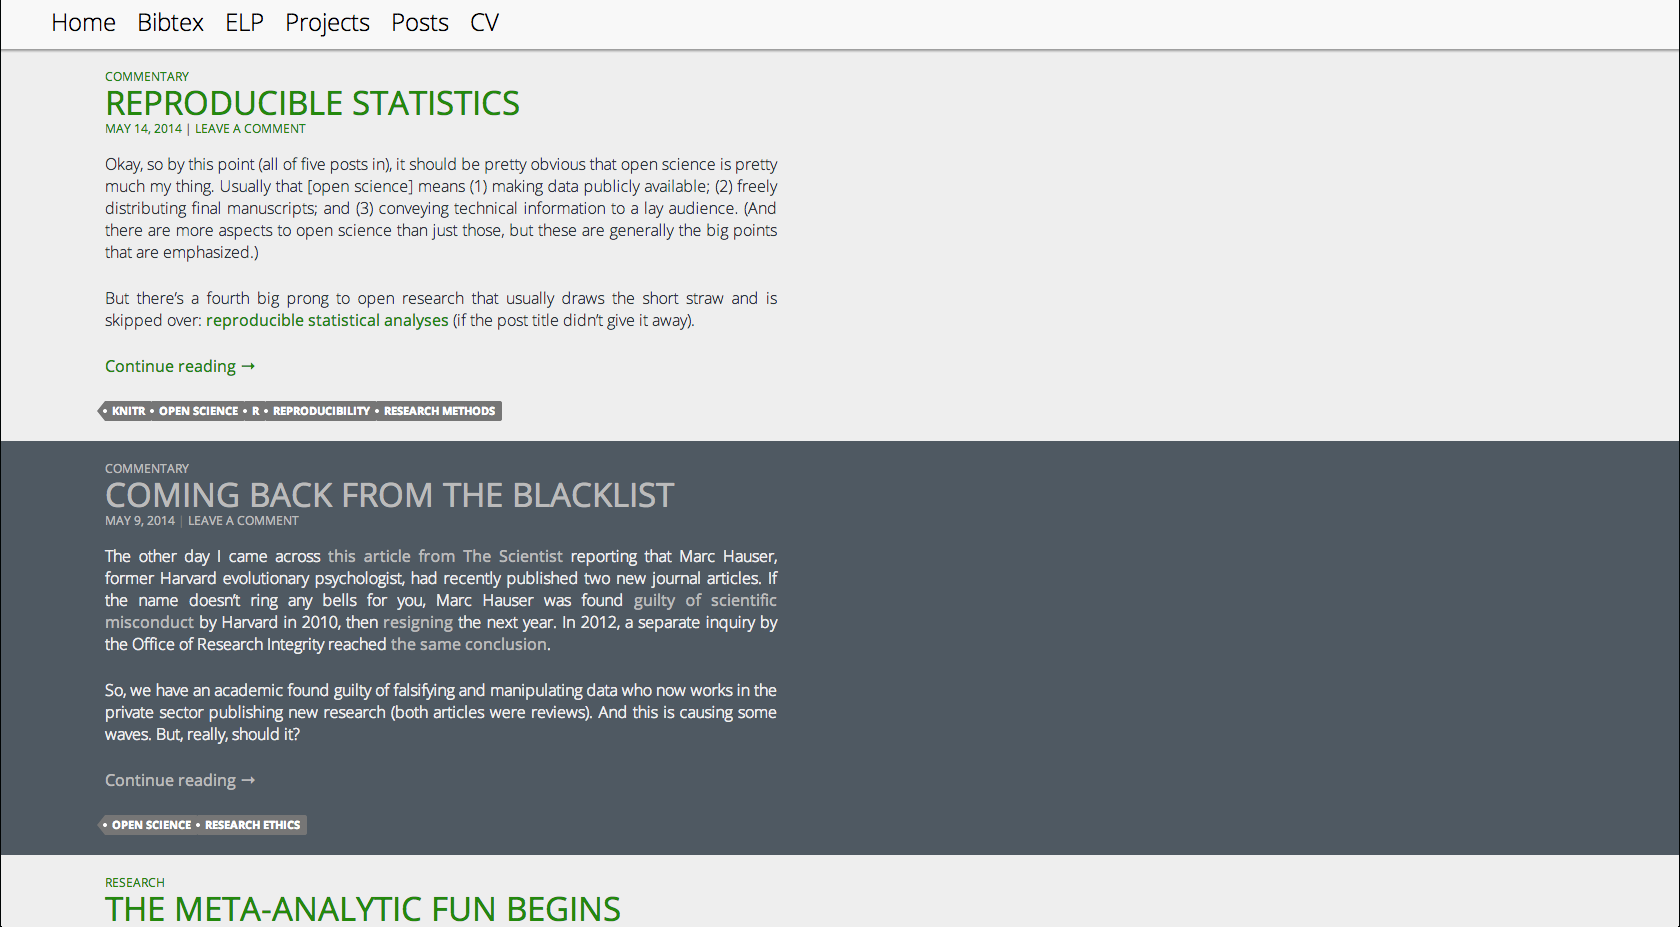 Home Bibtex ELP Projects Posts CV
COMMENTARY
REPRODUCIBLE STATISTICS
MAY 14, 2014 | LEAVE A COMMENT
Okay, so by this point (all of five posts in), it should be pretty obvious that open science is pretty
much my thing. Usually that [open science] means (1) making data publicly available; (2) freely
distributing final manuscripts; and (3) conveying technical information to a lay audience. (And
there are more aspects to open science than just those, but these are generally the big points
that are emphasized.)
But there's a fourth big prong to open research that usually draws the short straw and is
skipped over: reproducible statistical analyses (if the post title didn't give it away).
Continue reading →
• KNITR • OPEN SCIENCE • R • REPRODUCIBILITY • RESEARCH METHODS
COMMENTARY
COMING BACK FROM THE BLACKLIST
MAY 9, 2014 | LEAVE A COMMENT
The other day I came across this article from The Scientist reporting that Marc Hauser,
former Harvard evolutionary psychologist, had recently published two new journal articles. If
the name doesn't ring any bells for you, Marc Hauser was found guilty of scientific
misconduct by Harvard in 2010, then resigning the next year. In 2012, a separate inquiry by
the Office of Research Integrity reached the same conclusion.
So, we have an academic found guilty of falsifying and manipulating data who now works in the
private sector publishing new research (both articles were reviews). And this is causing some
waves. But, really, should it?
Continue reading →
• OPEN SCIENCE • RESEARCH ETHICS
RESEARCH
THE META-ANALYTIC FUN BEGINS